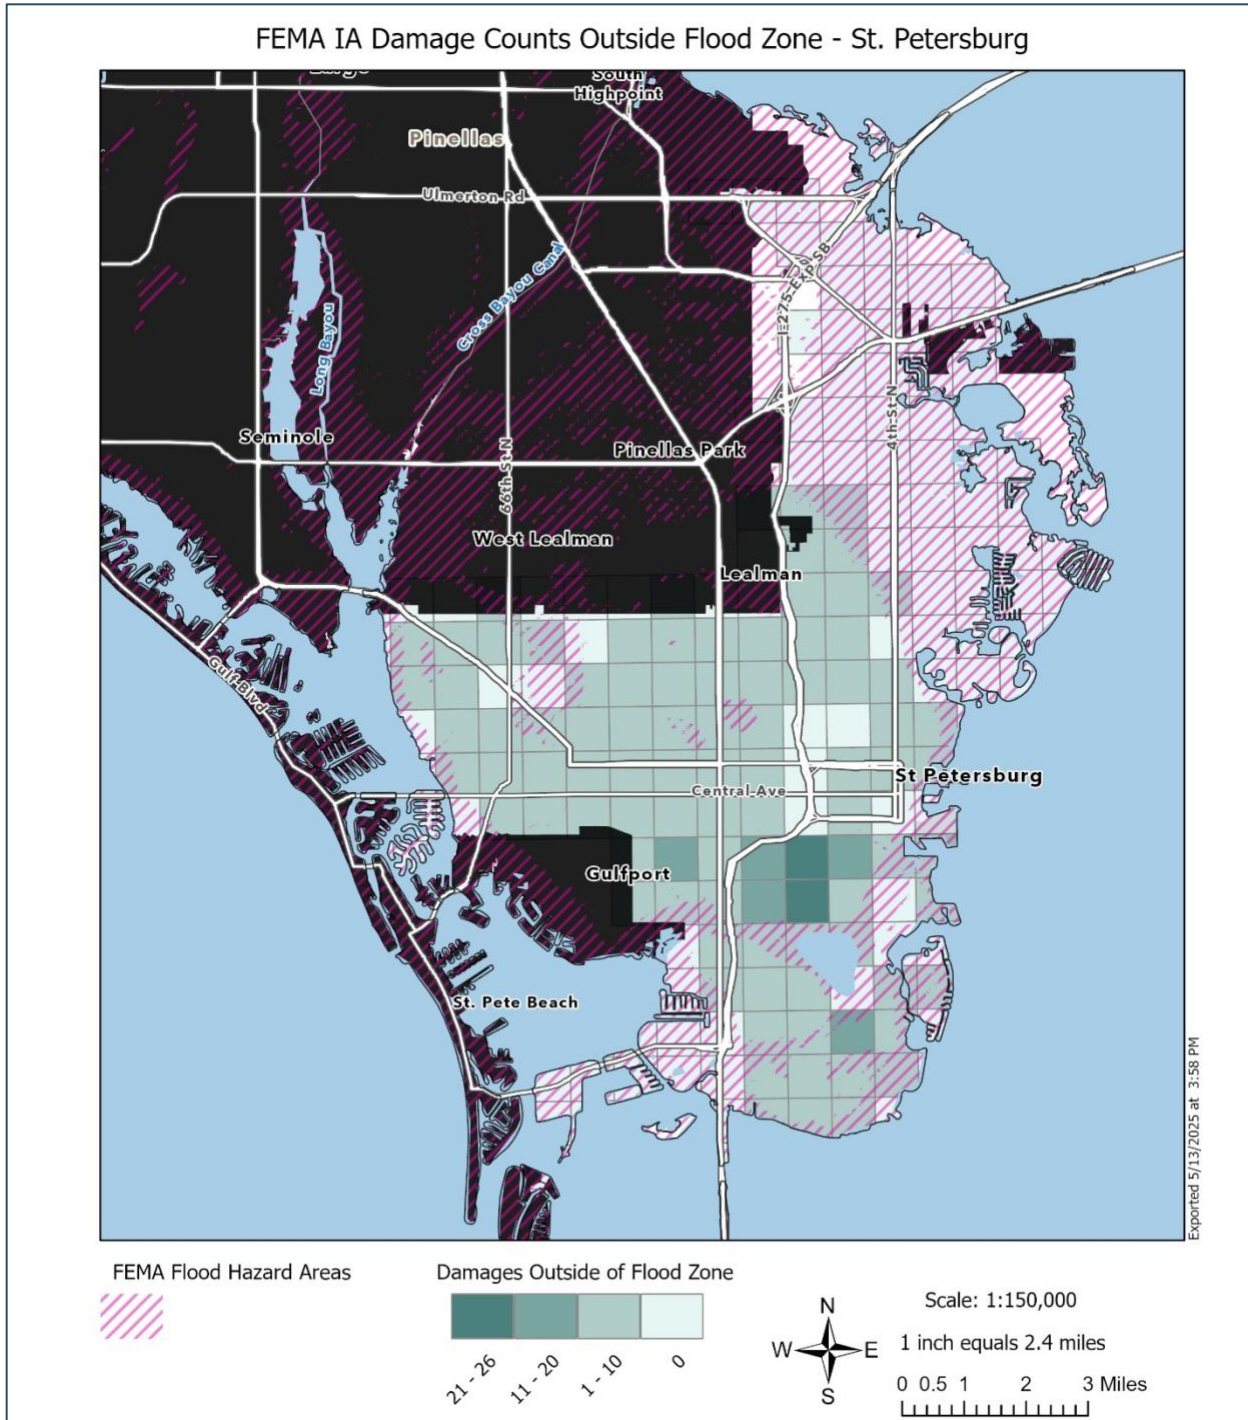 FEMA IA Damage Counts Outside Flood Zone - St. Petersburg
South
Highpoint
Pinellas
Ulmerton Rd
I-275-Exp SB
Cross Bayou Canal
Long Bayou
4th St N
Seminole
66th St N
Pinellas Park
West Lealman
Lealman
Gulf Blvd
St Petersburg
Central Ave
Gulfport
St. Pete Beach
Exported 5/13/2025 at 3:58 PM
FEMA Flood Hazard Areas
Damages Outside of Flood Zone
21 - 26
11 - 20
1 - 10
0
N
W
E
S
Scale: 1:150,000
1 inch equals 2.4 miles
0 0.5 1 2 3 Miles